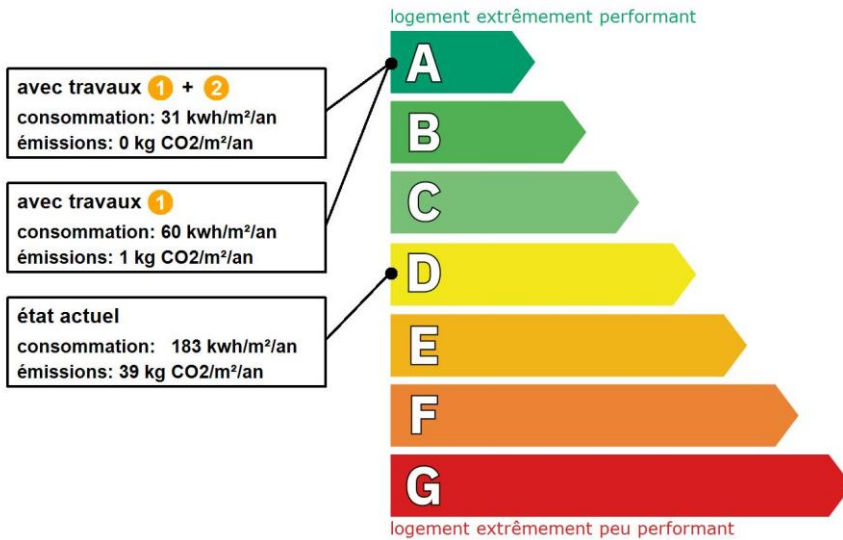 logement extrêmement performant
avec travaux 1 + 2
consommation: 31 kwh/m²/an
émissions: 0 kg CO2/m²/an
avec travaux 1
consommation: 60 kwh/m²/an
émissions: 1 kg CO2/m²/an
état actuel
consommation: 183 kwh/m²/an
émissions: 39 kg CO2/m²/an
A
B
C
D
E
F
G
logement extrêmement peu performant